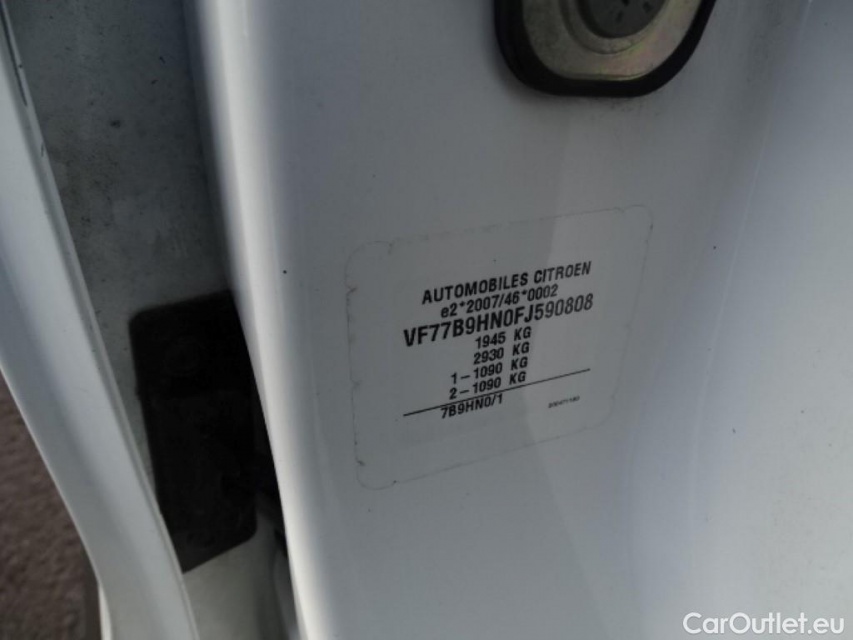 AUTOMOBILES CITROEN
e2*2007/46*0002
VF77B9HN0FJ590808
1945 KG
2930 KG
1-1090 KG
2-1090 KG
7B9HN0/1
CarOutlet.eu